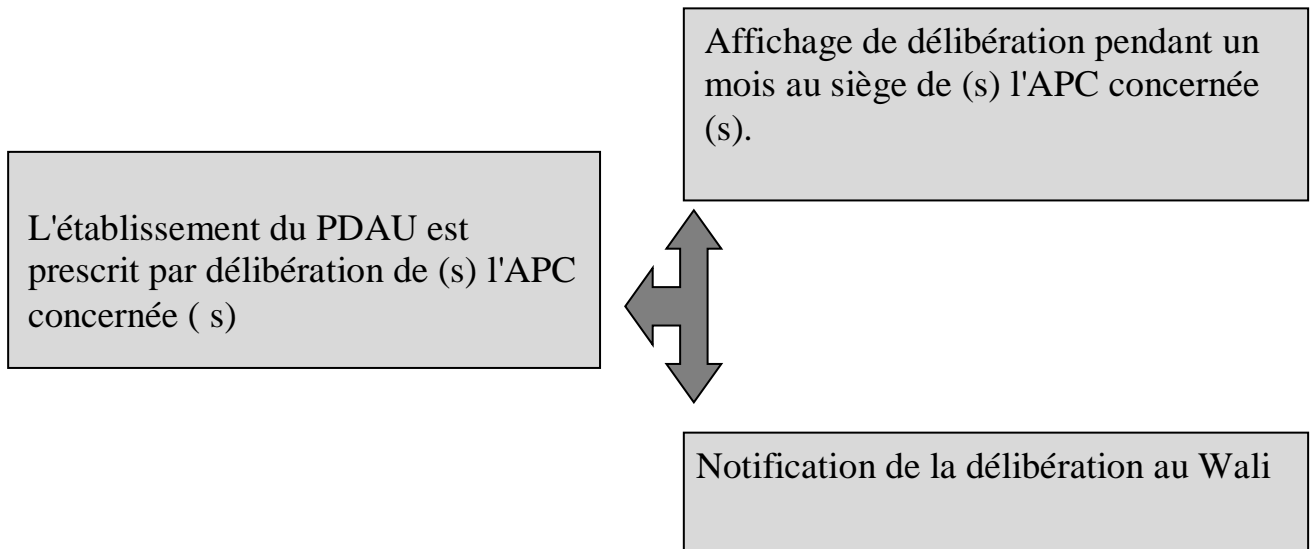 Affichage de délibération pendant un
mois au siège de (s) l'APC concernée
(s).
L'établissement du PDAU est
prescrit par délibération de (s) l'APC
concernée ( s)
Notification de la délibération au Wali